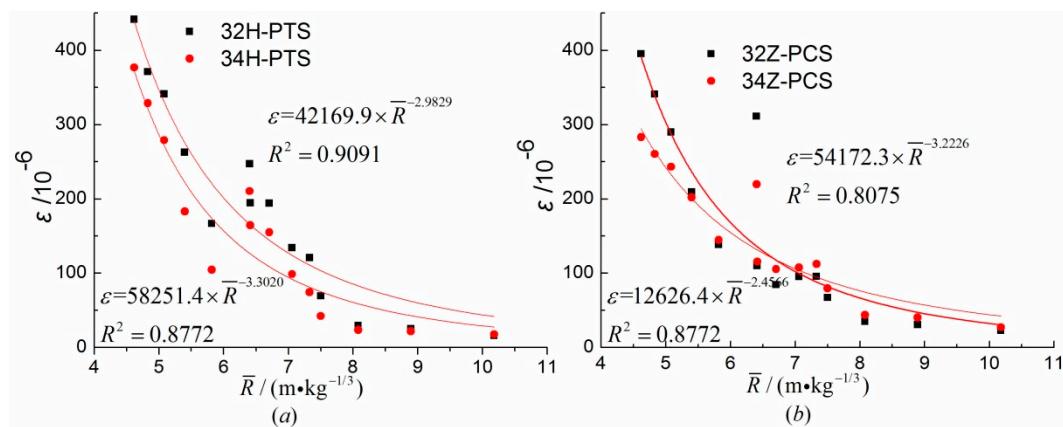 400
300
200
100
0
ε /10⁻⁶
32H-PTS
34H-PTS
ε=42169.9×R̅^−2.9829
R² = 0.9091
ε=58251.4×R̅^−3.3020
R² = 0.8772
4 5 6 7 8 9 10 11
R̅ / (m•kg^−1/3)
(a)
400
300
200
100
0
ε /10⁻⁶
32Z-PCS
34Z-PCS
ε=54172.3×R̅^−3.2226
R² = 0.8075
ε=12626.4×R̅^−2.4566
R² = 0.8772
4 5 6 7 8 9 10 11
R̅ / (m•kg^−1/3)
(b)